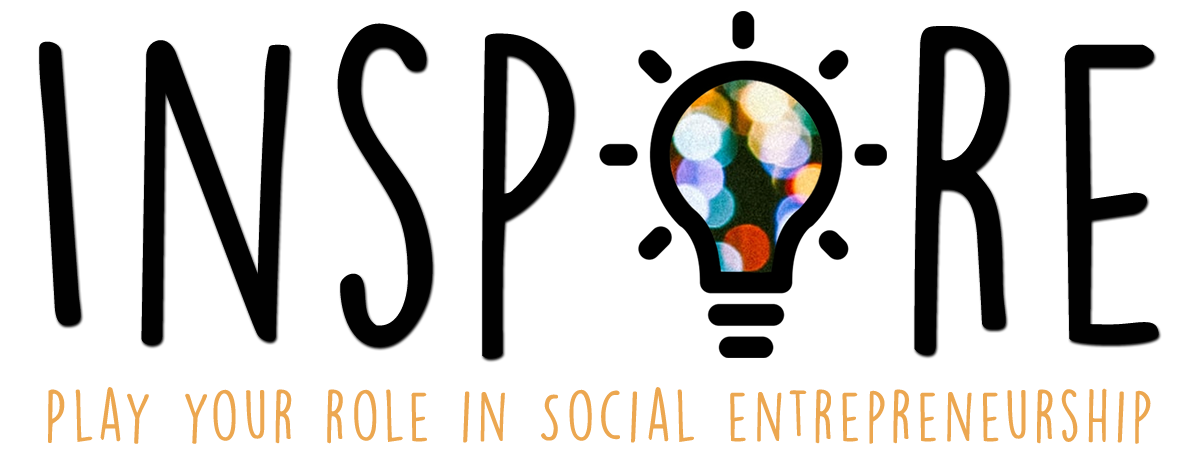 INSPIRE
PLAY YOUR ROLE IN SOCIAL ENTREPRENEURSHIP